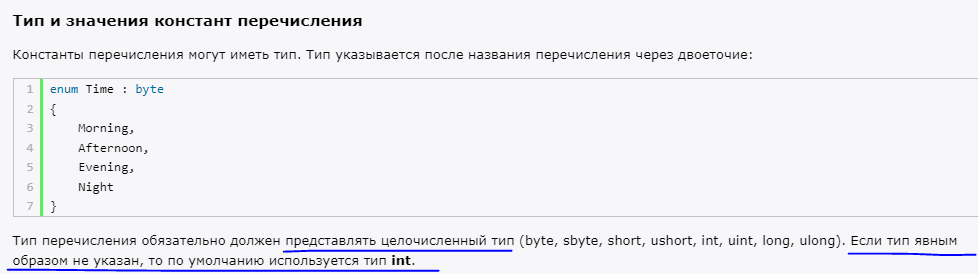 Тип и значения констант перечисления
Константы перечисления могут иметь тип. Тип указывается после названия перечисления через двоеточие:
1 enum Time : byte
2 {
3 Morning,
4 Afternoon,
5 Evening,
6 Night
7 }
Тип перечисления обязательно должен представлять целочисленный тип (byte, sbyte, short, ushort, int, uint, long, ulong). Если тип явным
образом не указан, то по умолчанию используется тип int.